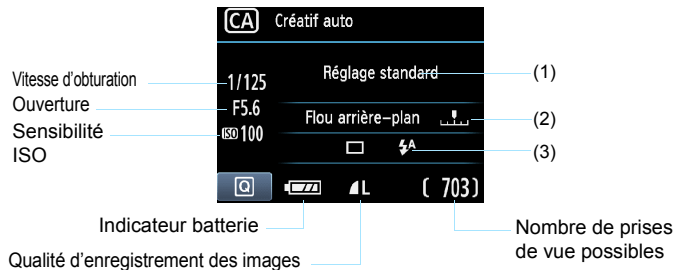 CA Créatif auto
Vitesse d'obturation 1/125 Réglage standard (1)
Ouverture F5.6 Flou arrière-plan (2)
Sensibilité ISO 100 (3)
ISO
Q L ( 703)
Indicateur batterie Nombre de prises
de vue possibles
Qualité d'enregistrement des images